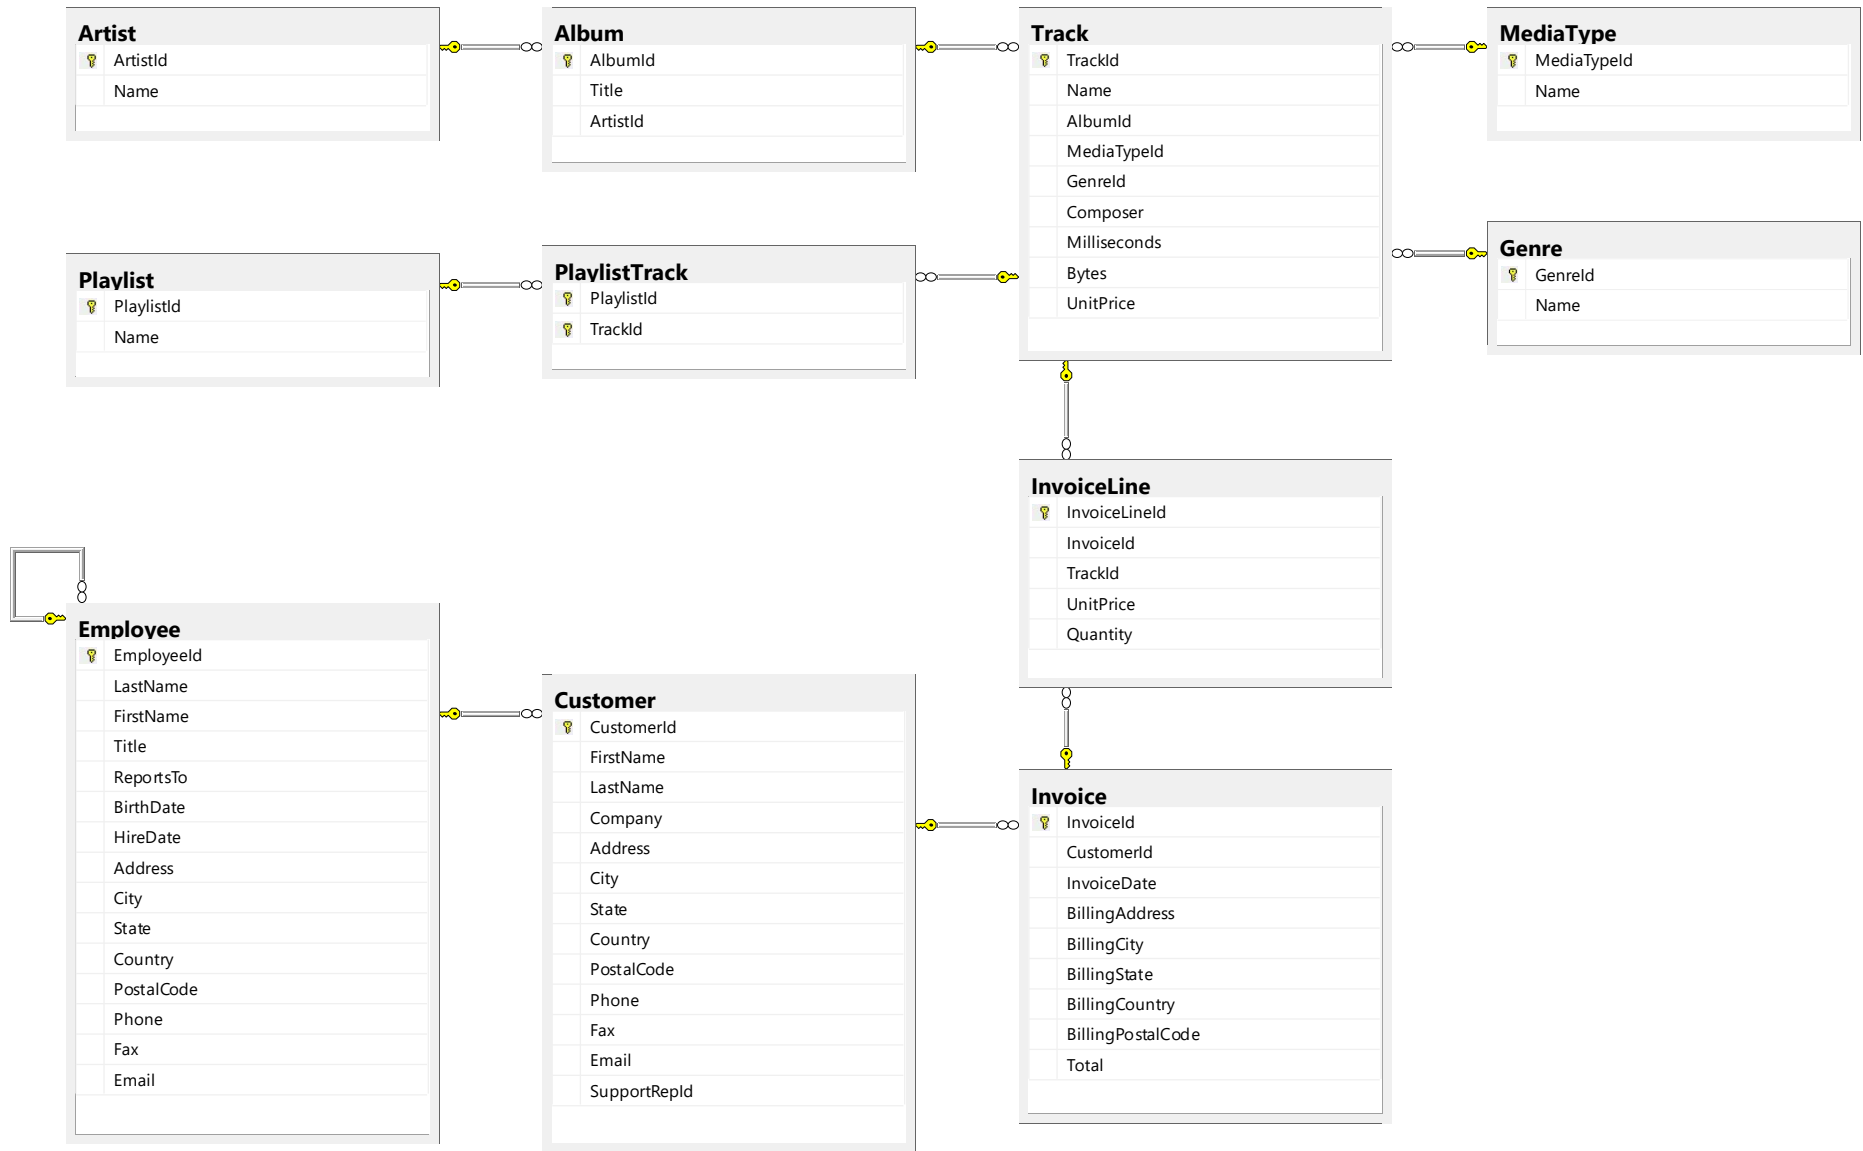 Artist
ArtistId
Name
Album
AlbumId
Title
ArtistId
Track
TrackId
Name
AlbumId
MediaTypeId
GenreId
Composer
Milliseconds
Bytes
UnitPrice
MediaType
MediaTypeId
Name
Genre
GenreId
Name
Playlist
PlaylistId
Name
PlaylistTrack
PlaylistId
TrackId
InvoiceLine
InvoiceLineId
InvoiceId
TrackId
UnitPrice
Quantity
Employee
EmployeeId
LastName
FirstName
Title
ReportsTo
BirthDate
HireDate
Address
City
State
Country
PostalCode
Phone
Fax
Email
Customer
CustomerId
FirstName
LastName
Company
Address
City
State
Country
PostalCode
Phone
Fax
Email
SupportRepId
Invoice
InvoiceId
CustomerId
InvoiceDate
BillingAddress
BillingCity
BillingState
BillingCountry
BillingPostalCode
Total